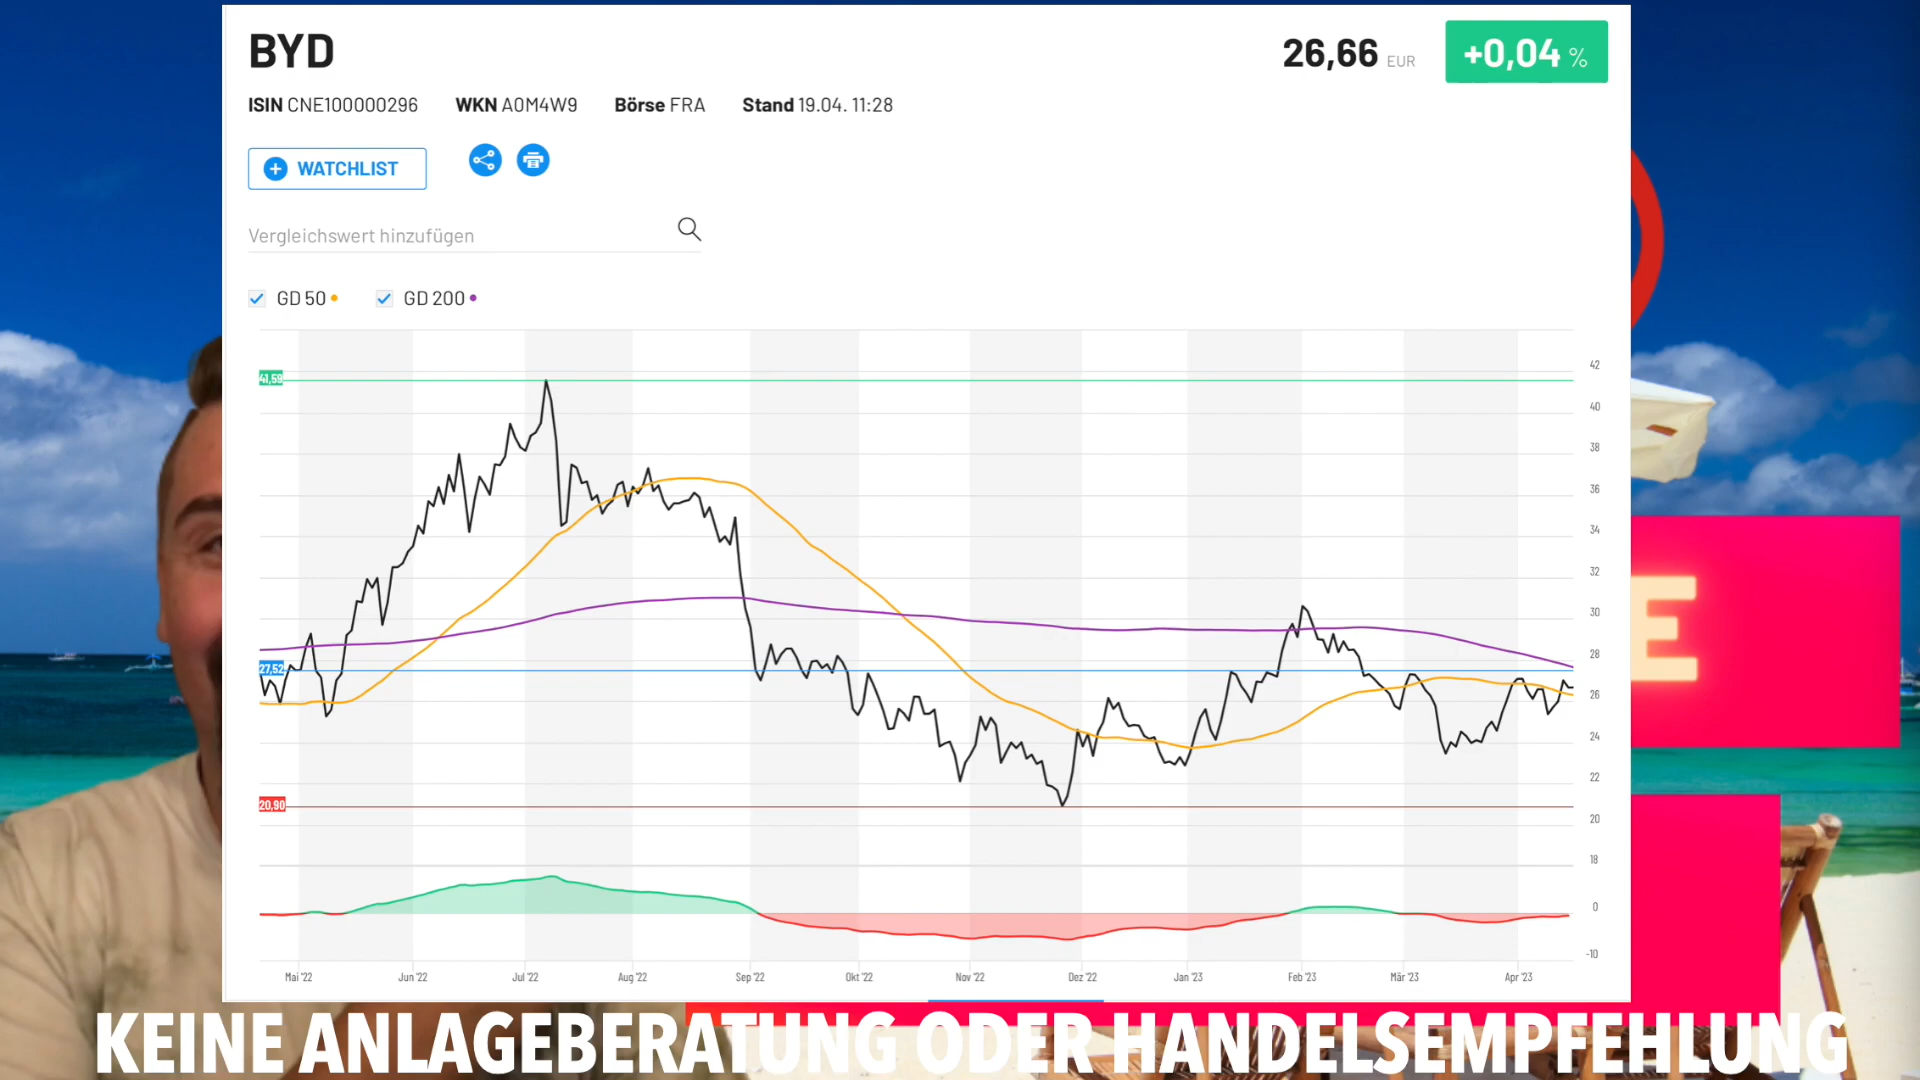 BYD
26,66 EUR
+0,04 %
ISIN CNE100000296 WKN A0M4W9 Börse FRA Stand 19.04. 11:28
WATCHLIST
Vergleichswert hinzufügen
GD 50 GD 200
41,59
27,52
20,90
42
40
38
36
34
32
30
28
26
24
22
20
18
0
-10
Mai '22 Jun '22 Jul '22 Aug '22 Sep '22 Okt '22 Nov '22 Dez '22 Jan '23 Feb '23 Mär '23 Apr '23
E
KEINE ANLAGEBERATUNG ODER HANDELSEMPFEHLUNG